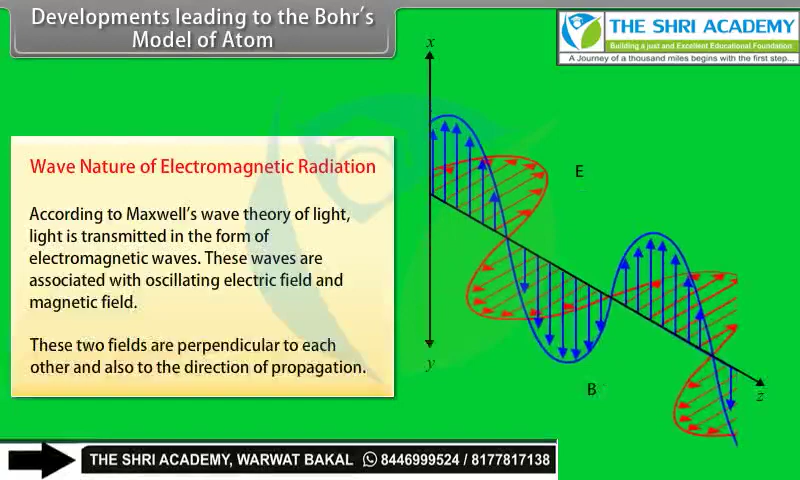 Developments leading to the Bohr's
Model of Atom
THE SHRI ACADEMY
Building a just and Excellent Educational Foundation
A Journey of a thousand miles begins with the first step...
Wave Nature of Electromagnetic Radiation
According to Maxwell's wave theory of light,
light is transmitted in the form of
electromagnetic waves. These waves are
associated with oscillating electric field and
magnetic field.
These two fields are perpendicular to each
other and also to the direction of propagation.
x
E
y
B
z
THE SHRI ACADEMY, WARWAT BAKAL 8446999524 / 8177817138